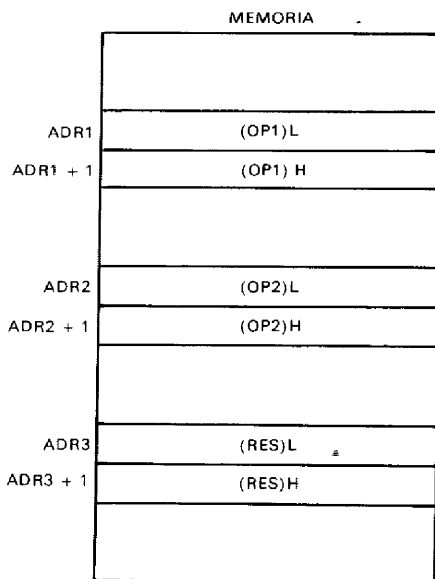 MEMORIA
ADR1 (OP1)L
ADR1 + 1 (OP1) H
ADR2 (OP2)L
ADR2 + 1 (OP2)H
ADR3 (RES)L
ADR3 + 1 (RES)H